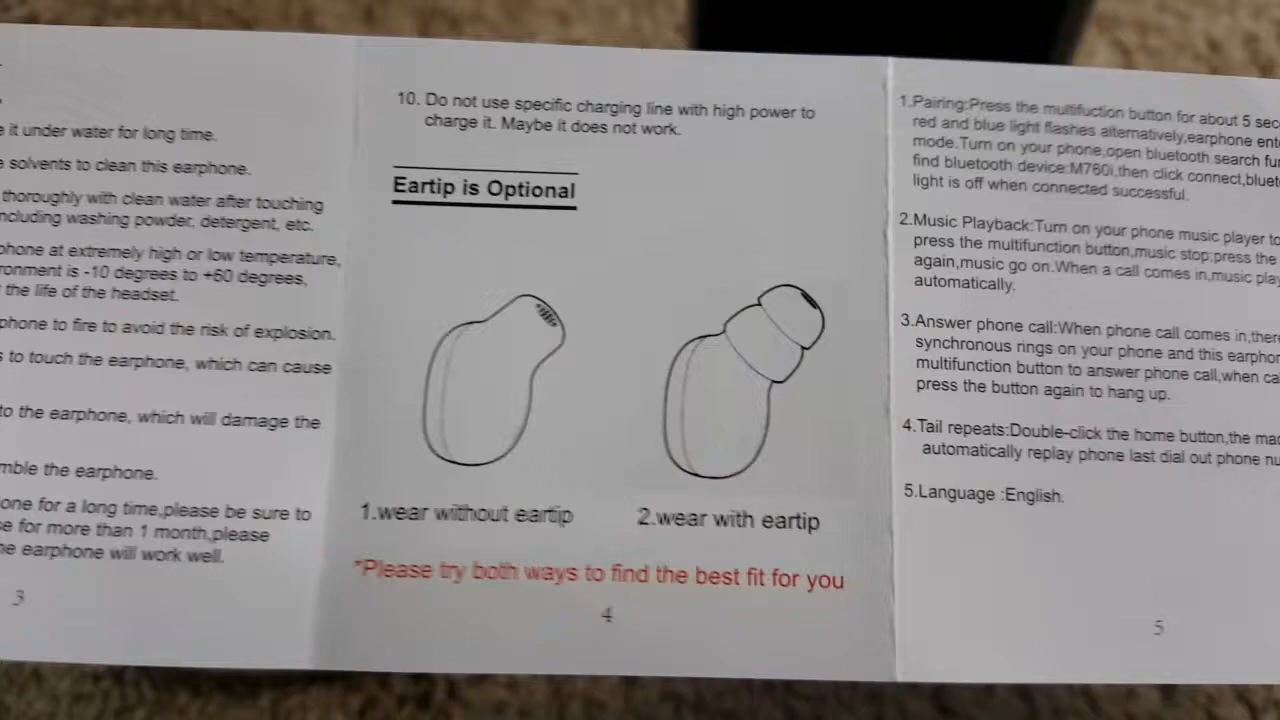 it under water for long time.
solvents to clean this earphone.
thoroughly with clean water after touching
ncluding washing powder, detergent, etc.
phone at extremely high or low temperature,
ronment is -10 degrees to +60 degrees,
the life of the headset.
phone to fire to avoid the risk of explosion.
s to touch the earphone, which can cause
to the earphone, which will damage the
mble the earphone.
one for a long time,please be sure to
e for more than 1 month,please
he earphone will work well.
3
10. Do not use specific charging line with high power to
charge it. Maybe it does not work.
Eartip is Optional
1.wear without eartip
2.wear with eartip
*Please try both ways to find the best fit for you
4
1.Pairing:Press the multifuction button for about 5 sec
red and blue light flashes alternatively,earphone ent
mode.Turn on your phone,open bluetooth search fu
find bluetooth device:M760i,then click connect,bluet
light is off when connected successful.
2.Music Playback:Turn on your phone music player to
press the multifunction button,music stop;press the
again,music go on.When a call comes in,music play
automatically.
3.Answer phone call:When phone call comes in,there
synchronous rings on your phone and this earphor
multifunction button to answer phone call,when ca
press the button again to hang up.
4.Tail repeats:Double-click the home button,the mac
automatically replay phone last dial out phone nu
5.Language :English.
5